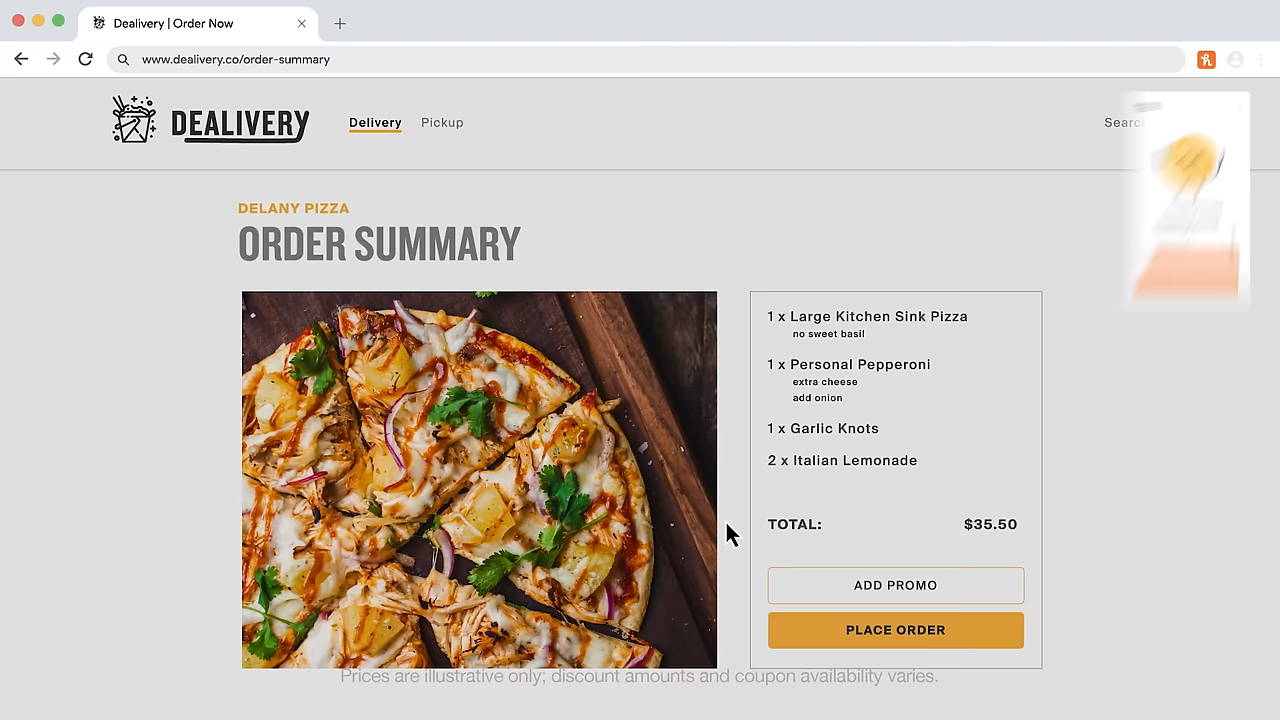 Dealivery | Order Now
www.dealivery.co/order-summary
DEALIVERY
Delivery
Pickup
DELANY PIZZA
ORDER SUMMARY
1 x Large Kitchen Sink Pizza
no sweet basil
1 x Personal Pepperoni
extra cheese
add onion
1 x Garlic Knots
2 x Italian Lemonade
TOTAL: $35.50
ADD PROMO
PLACE ORDER
Prices are illustrative only; discount amounts and coupon availability varies.